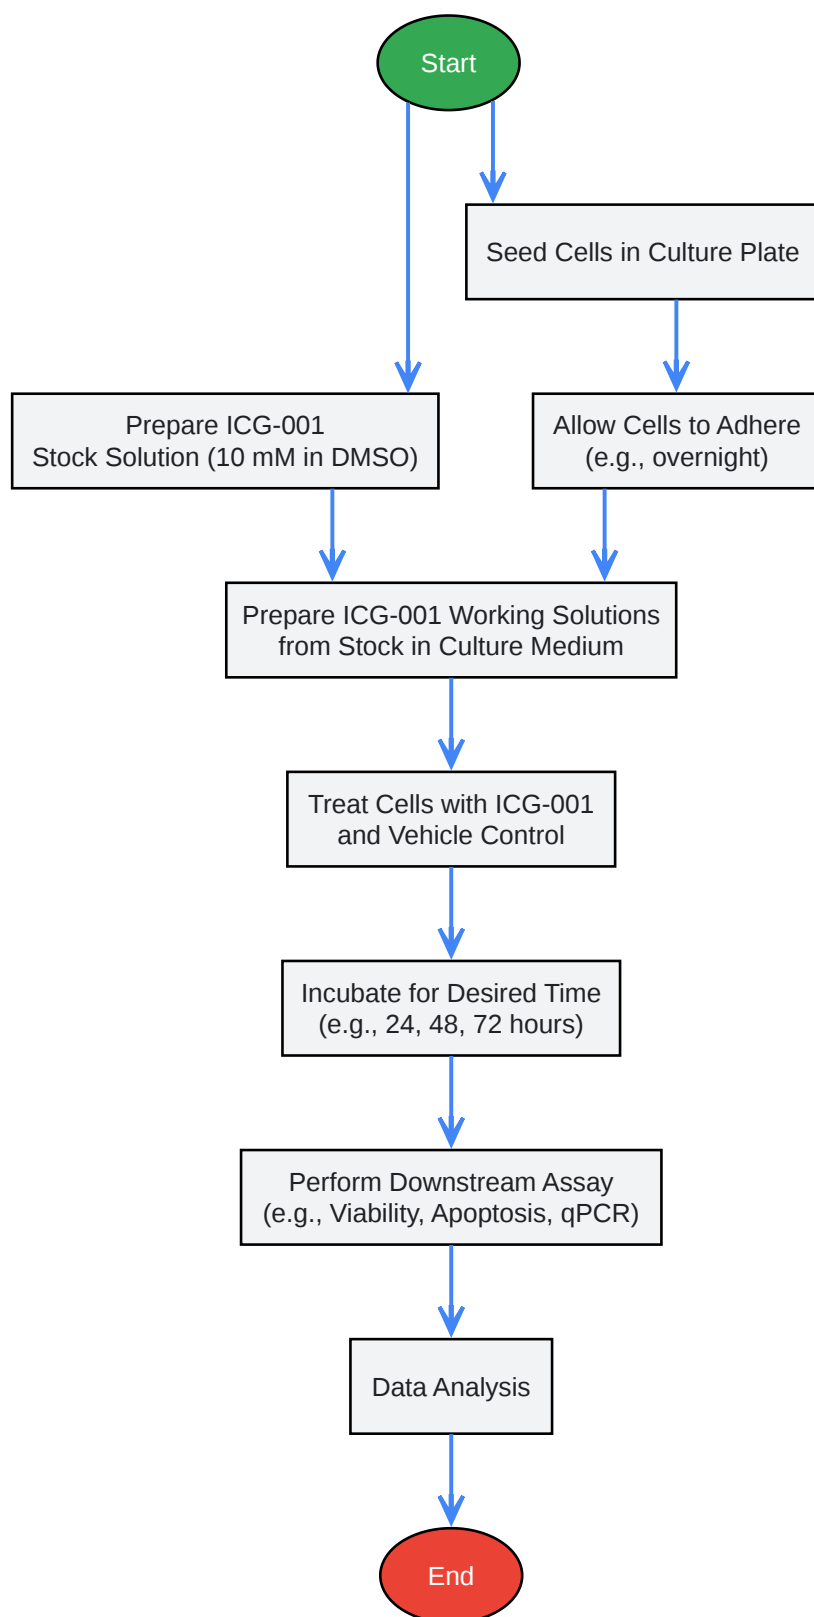 Start
Seed Cells in Culture Plate
Prepare ICG-001
Stock Solution (10 mM in DMSO)
Allow Cells to Adhere
(e.g., overnight)
Prepare ICG-001 Working Solutions
from Stock in Culture Medium
Treat Cells with ICG-001
and Vehicle Control
Incubate for Desired Time
(e.g., 24, 48, 72 hours)
Perform Downstream Assay
(e.g., Viability, Apoptosis, qPCR)
Data Analysis
End